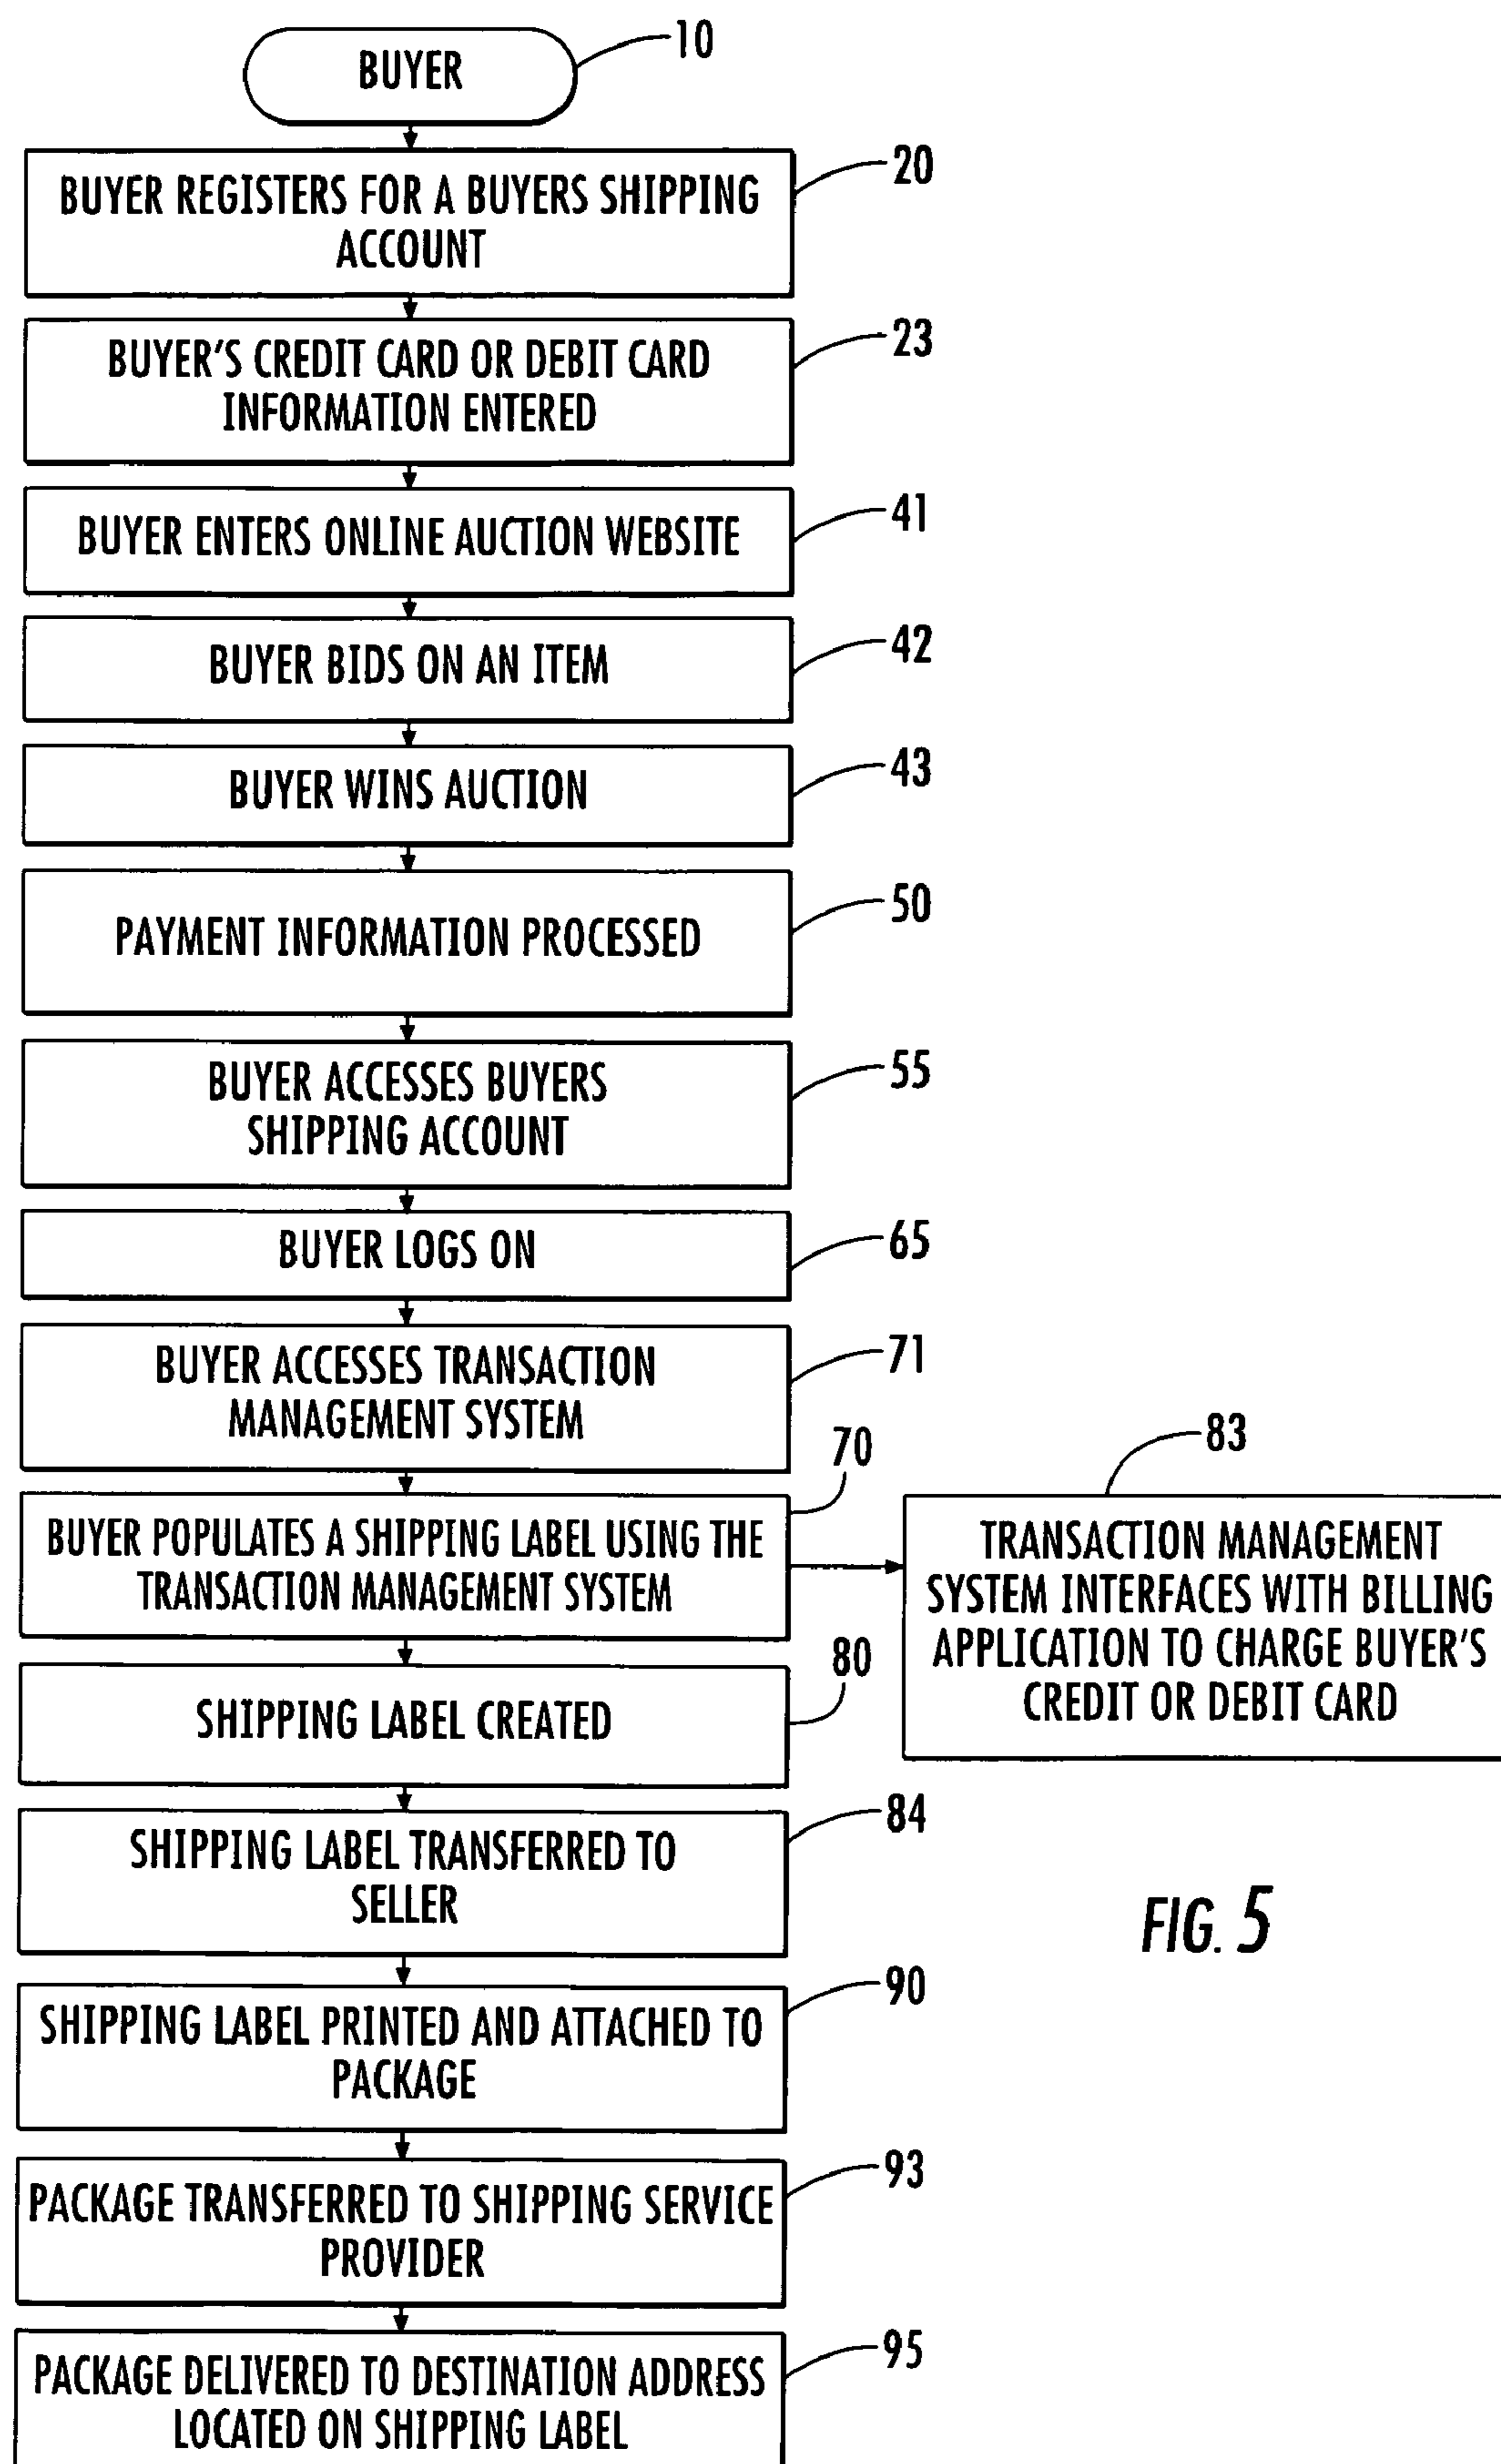 BUYER
10
BUYER REGISTERS FOR A BUYERS SHIPPING
ACCOUNT
20
BUYER'S CREDIT CARD OR DEBIT CARD
INFORMATION ENTERED
23
BUYER ENTERS ONLINE AUCTION WEBSITE
41
BUYER BIDS ON AN ITEM
42
BUYER WINS AUCTION
43
PAYMENT INFORMATION PROCESSED
50
BUYER ACCESSES BUYERS
SHIPPING ACCOUNT
55
BUYER LOGS ON
65
BUYER ACCESSES TRANSACTION
MANAGEMENT SYSTEM
71
BUYER POPULATES A SHIPPING LABEL USING THE
TRANSACTION MANAGEMENT SYSTEM
70
TRANSACTION MANAGEMENT
SYSTEM INTERFACES WITH BILLING
APPLICATION TO CHARGE BUYER'S
CREDIT OR DEBIT CARD
83
SHIPPING LABEL CREATED
80
SHIPPING LABEL TRANSFERRED TO
SELLER
84
FIG. 5
SHIPPING LABEL PRINTED AND ATTACHED TO
PACKAGE
90
PACKAGE TRANSFERRED TO SHIPPING SERVICE
PROVIDER
93
PACKAGE DELIVERED TO DESTINATION ADDRESS
LOCATED ON SHIPPING LABEL
95